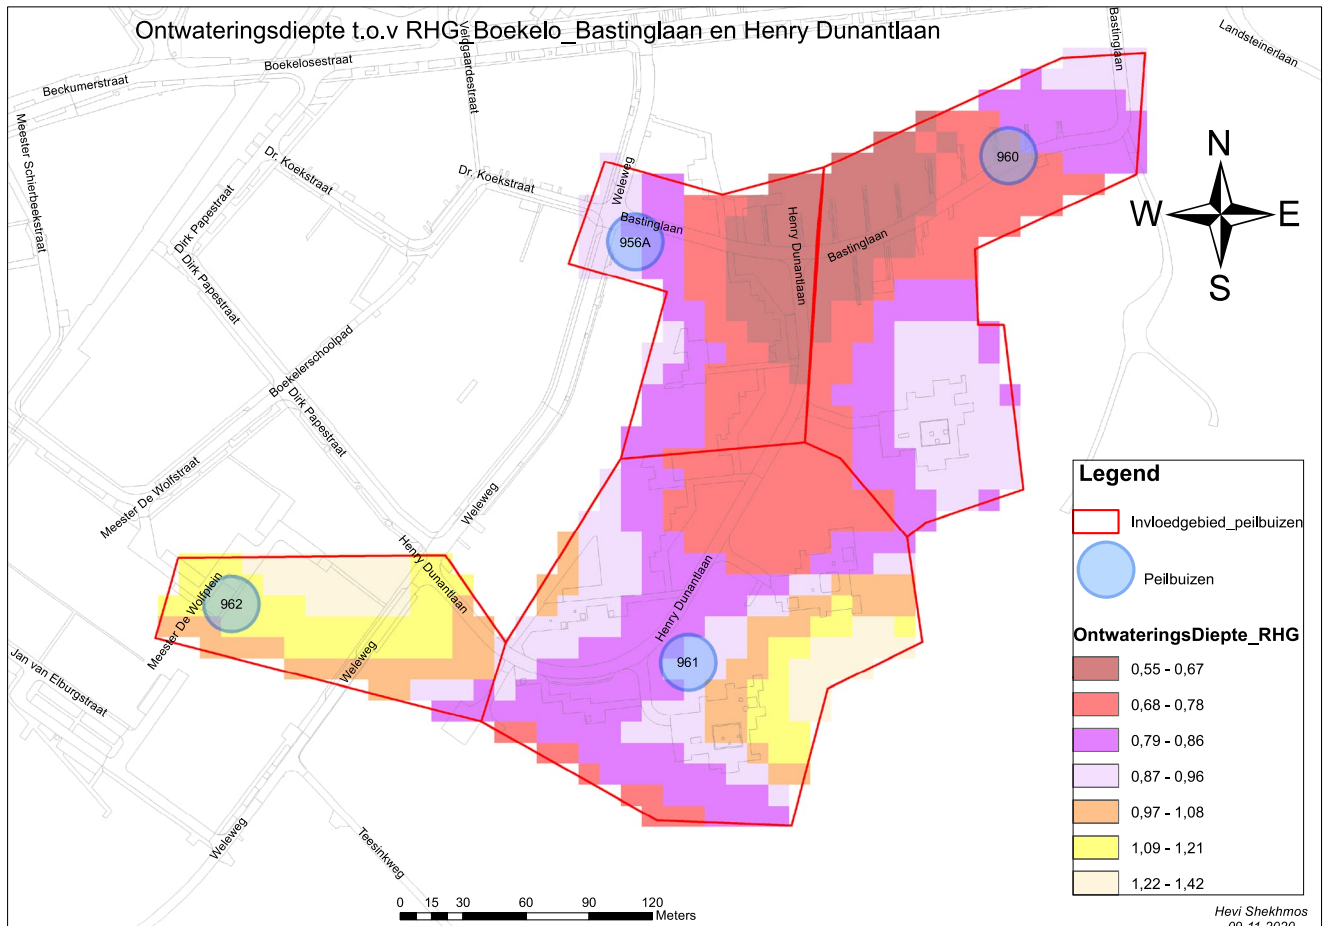 Ontwateringsdiepte t.o.v RHG_Boekelo_Bastinglaan en Henry Dunantlaan
Beckumerstraat
Boekelosestraat
Veldgaardestraat
Bastinglaan
Landsteinerlaan
Meester Schierbeekstraat
Dr. Koekstraat
Dr. Koekstraat
Weleweg
Dirk Papestraat
Bastinglaan
956A
960
Henry Dunantlaan
Bastinglaan
N
W
E
S
Dirk Papestraat
Boekelerschoolpad
Dirk Papestraat
Meester De Wolfstraat
Weleweg
Henry Dunantlaan
Meester De Wolfplein
962
Henry Dunantlaan
961
Weleweg
Jan van Elburgstraat
Weleweg
Teesinkweg
Legend
Invloedgebied_peilbuizen
Peilbuizen
OntwateringsDiepte_RHG
0,55 - 0,67
0,68 - 0,78
0,79 - 0,86
0,87 - 0,96
0,97 - 1,08
1,09 - 1,21
1,22 - 1,42
0 15 30 60 90 120
Meters
Hevi Shekhmos
09-11-2020